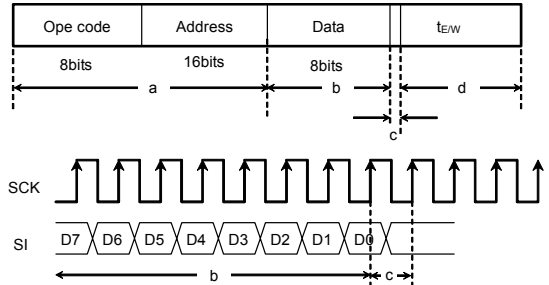 Ope code Address Data tE/W
8bits 16bits 8bits
a b d
c
SCK
SI D7 D6 D5 D4 D3 D2 D1 D0
b c